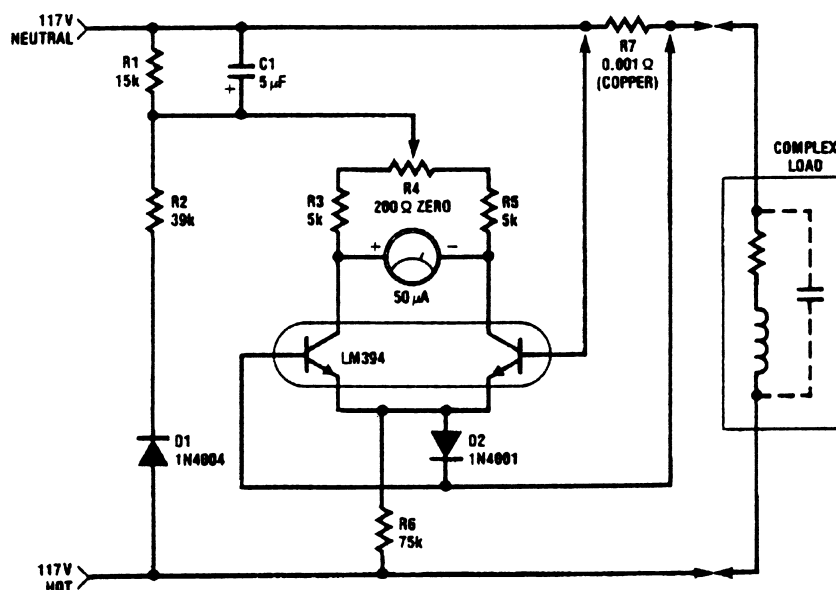 117V
NEUTRAL
R1
15k
C1
+ 5 μF
R7
0.001 Ω
(COPPER)
COMPLEX
LOAD
R2
39k
R3
5k
R4
200 Ω ZERO
R5
5k
+
−
50 μA
LM394
D1
1N4004
D2
1N4001
R6
75k
117V
HOT